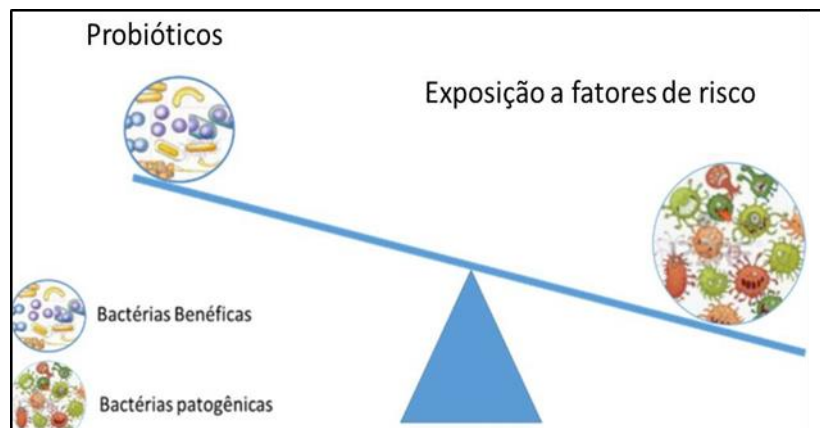 Probióticos
Exposição a fatores de risco
Bactérias Benéficas
Bactérias patogênicas